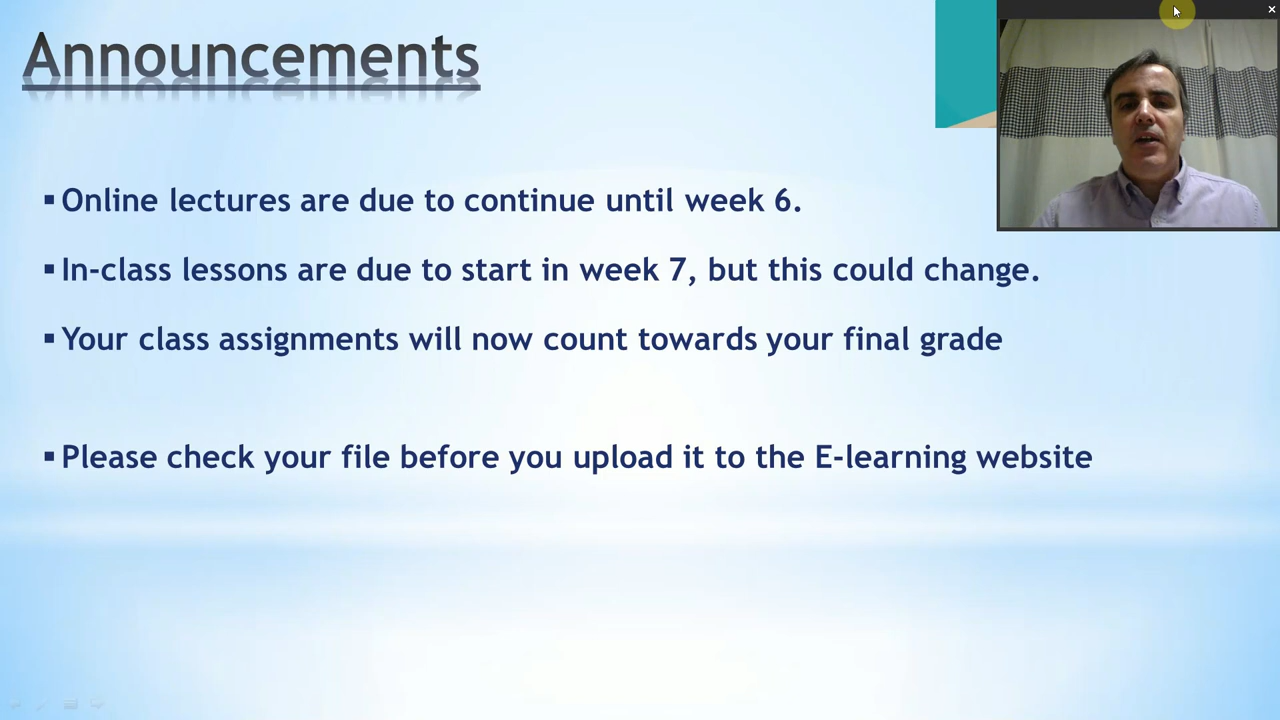 Announcements
▪ Online lectures are due to continue until week 6.
▪ In-class lessons are due to start in week 7, but this could change.
▪ Your class assignments will now count towards your final grade
▪ Please check your file before you upload it to the E-learning website